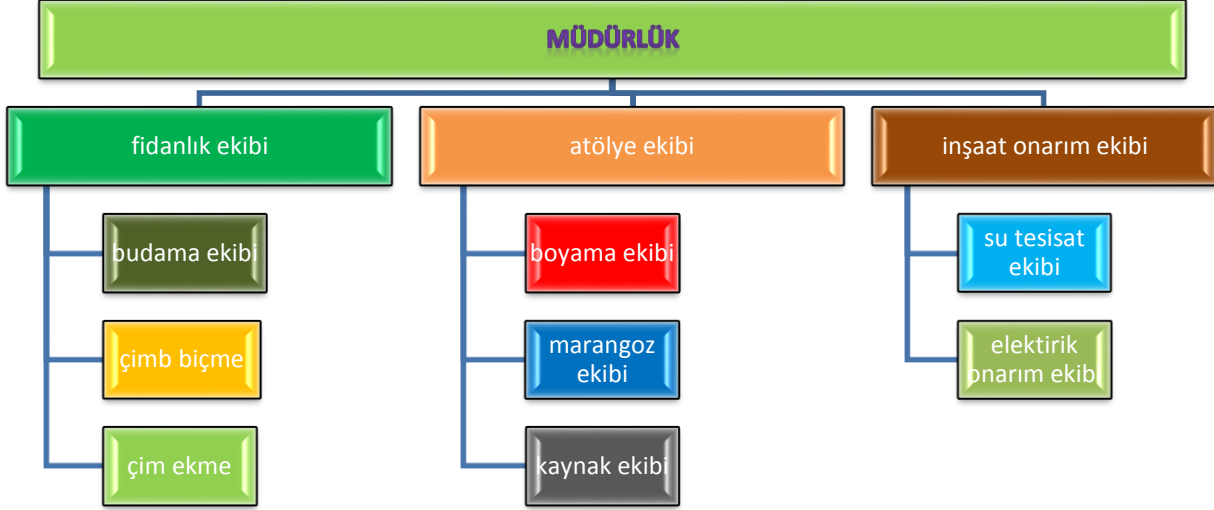 MÜDÜRLÜK
fidanlık ekibi
budama ekibi
çimb biçme
çim ekme
atölye ekibi
boyama ekibi
marangoz
ekibi
kaynak ekibi
inşaat onarım ekibi
su tesisat
ekibi
elektirik
onarım ekibi